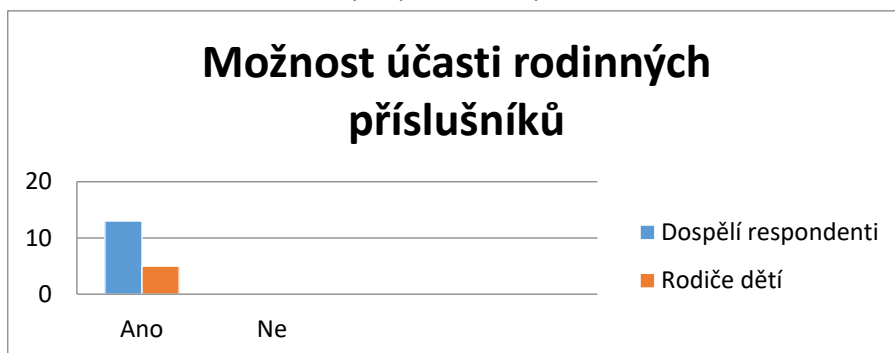 Možnost účasti rodinných
příslušníků
20
10
0
Ano Ne
Dospělí respondenti
Rodiče dětí